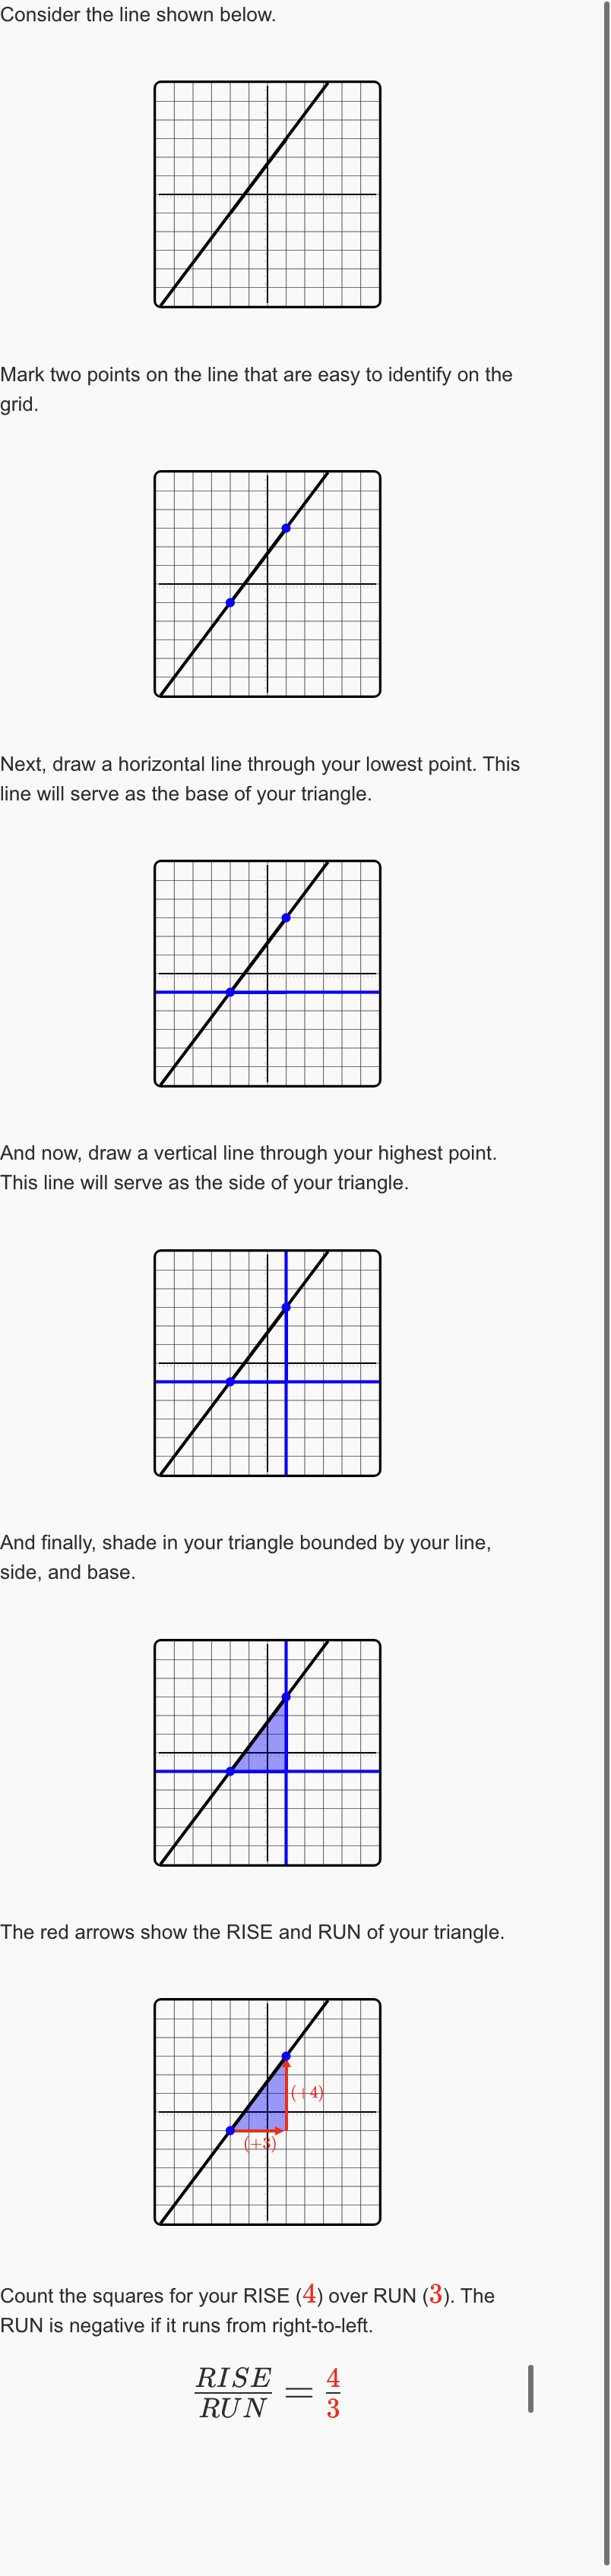 Consider the line shown below.
Mark two points on the line that are easy to identify on the
grid.
Next, draw a horizontal line through your lowest point. This
line will serve as the base of your triangle.
And now, draw a vertical line through your highest point.
This line will serve as the side of your triangle.
And finally, shade in your triangle bounded by your line,
side, and base.
The red arrows show the RISE and RUN of your triangle.
(+4)
(+3)
Count the squares for your RISE (4) over RUN (3). The
RUN is negative if it runs from right-to-left.
RISE/RUN = 4/3